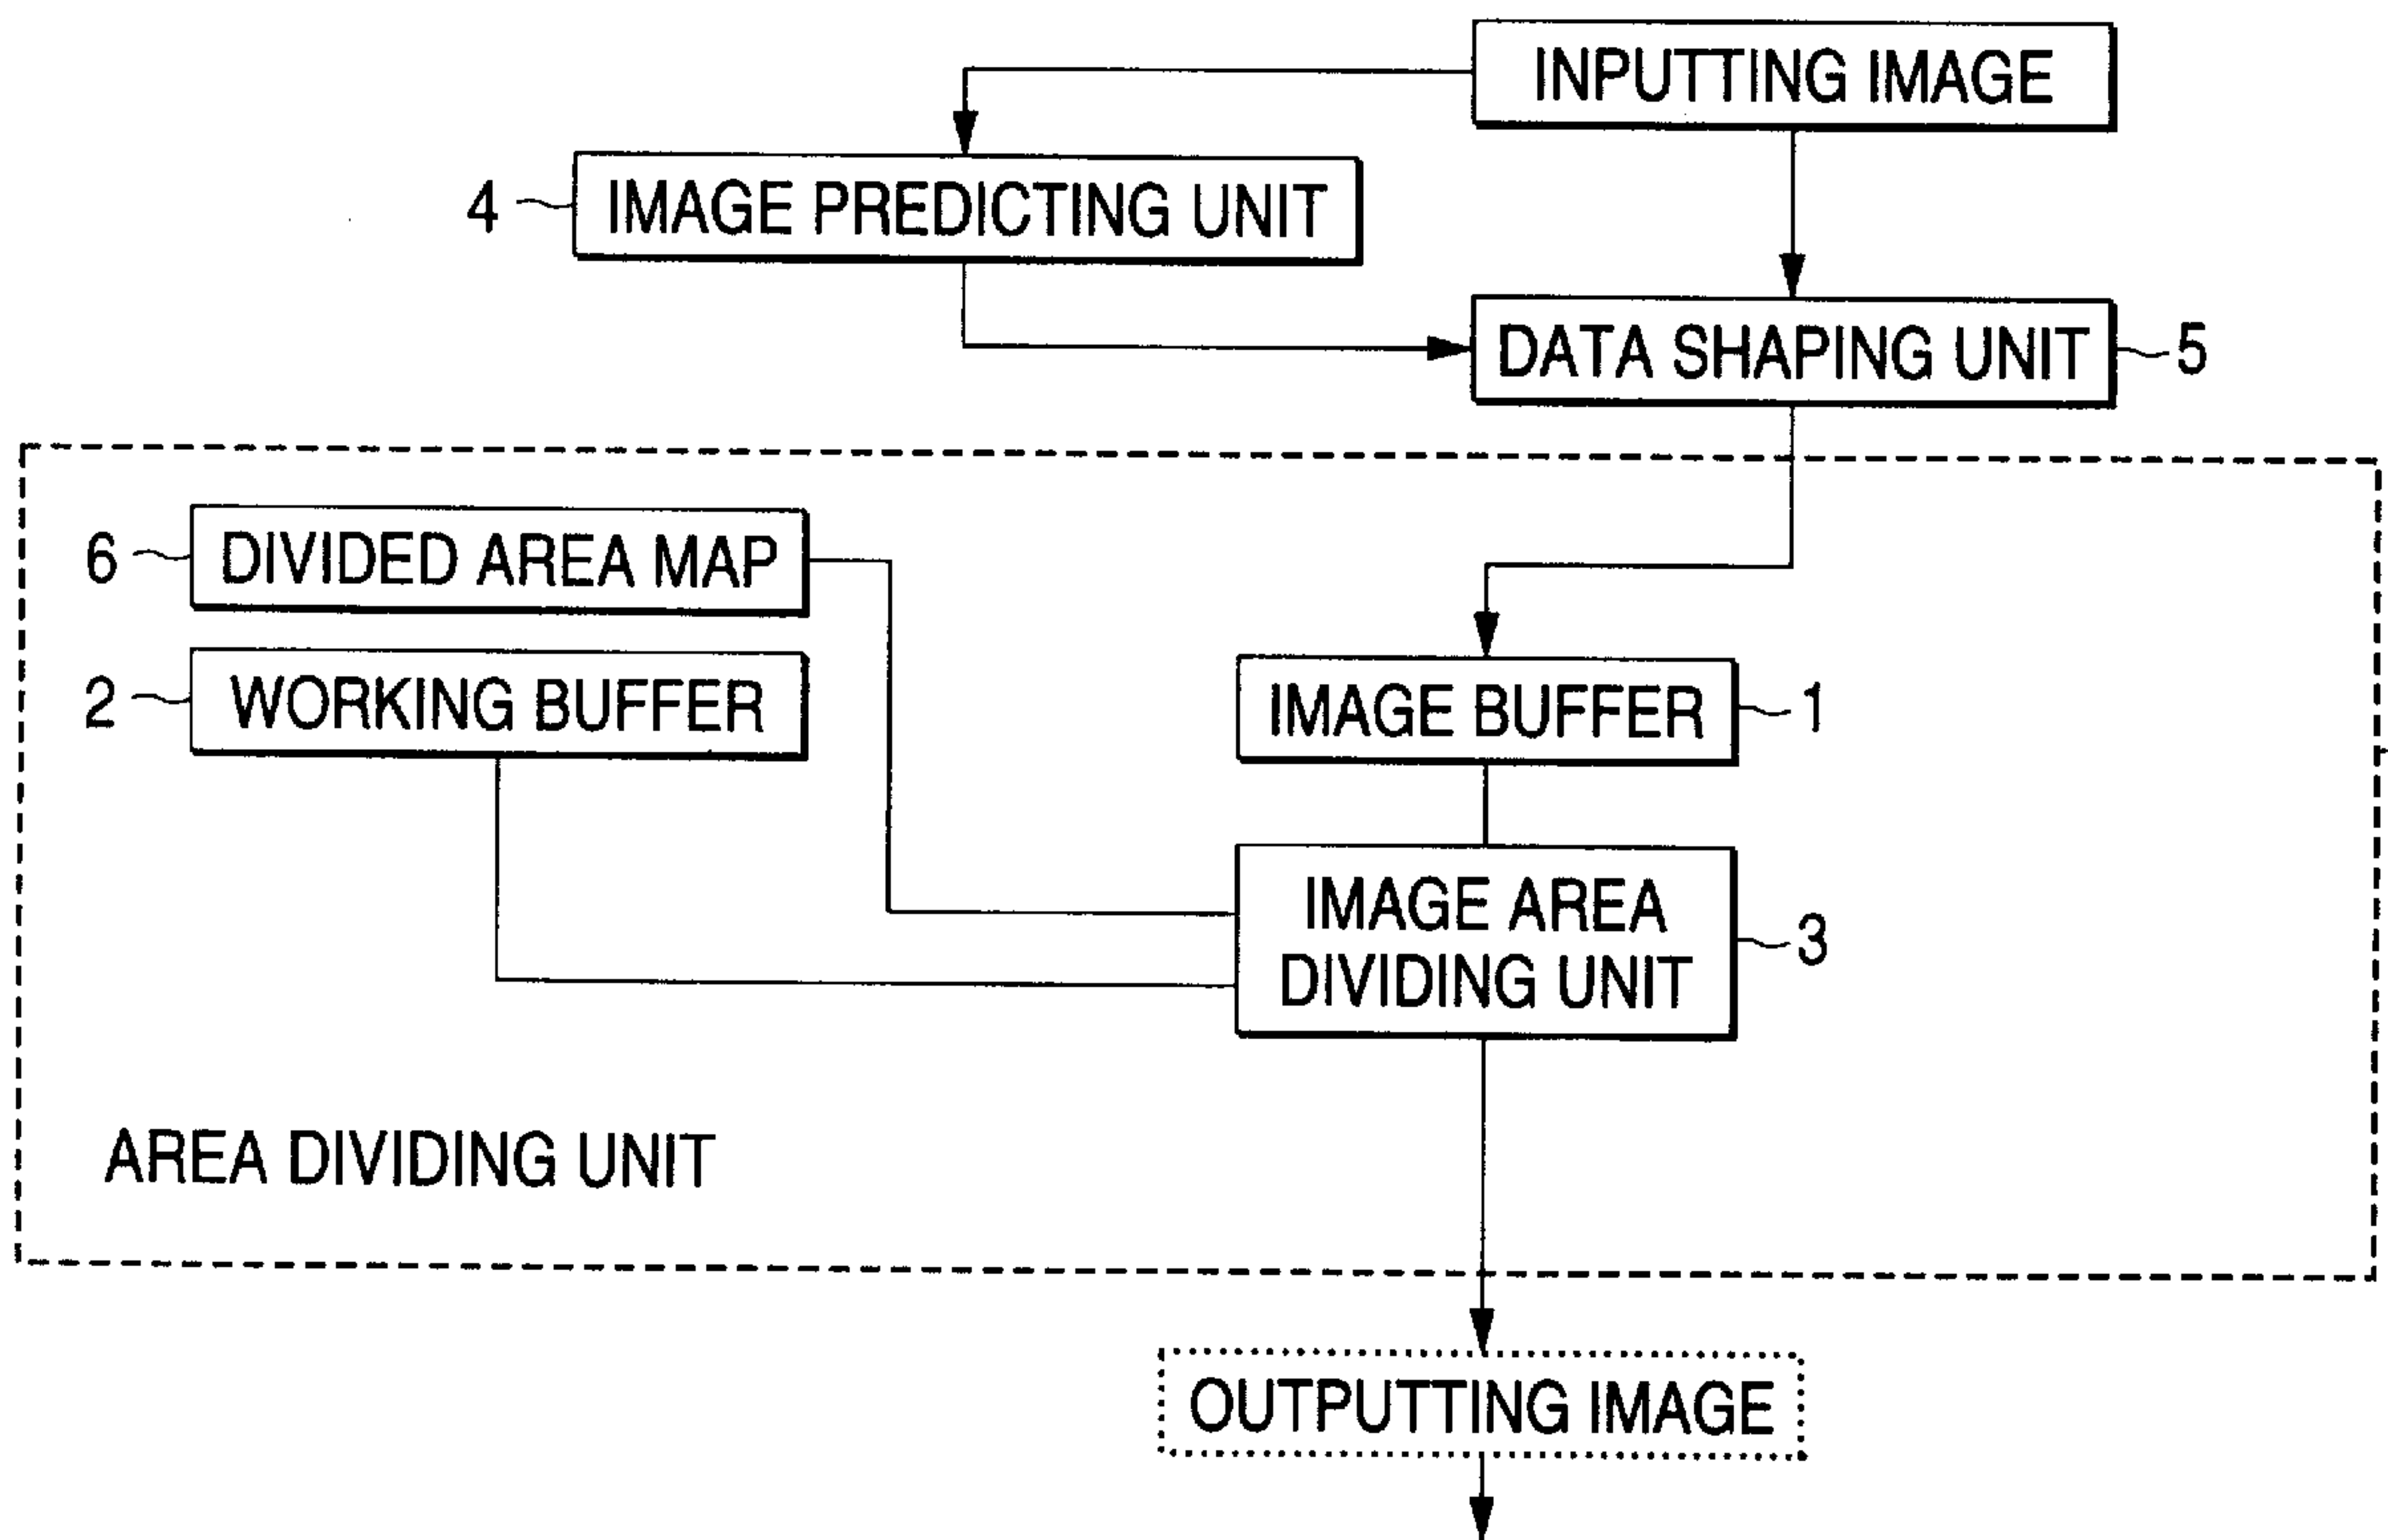 INPUTTING IMAGE
4 IMAGE PREDICTING UNIT
DATA SHAPING UNIT 5
6 DIVIDED AREA MAP
2 WORKING BUFFER
IMAGE BUFFER 1
IMAGE AREA
DIVIDING UNIT 3
AREA DIVIDING UNIT
OUTPUTTING IMAGE